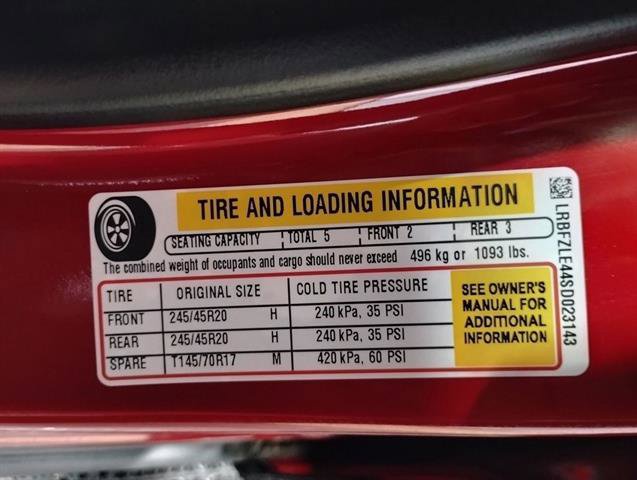 TIRE AND LOADING INFORMATION
SEATING CAPACITY TOTAL 5 FRONT 2 REAR 3
The combined weight of occupants and cargo should never exceed 496 kg or 1093 lbs.
TIRE ORIGINAL SIZE COLD TIRE PRESSURE
FRONT 245/45R20 H 240 kPa, 35 PSI
REAR 245/45R20 H 240 kPa, 35 PSI
SPARE T145/70R17 M 420 kPa, 60 PSI
SEE OWNER'S
MANUAL FOR
ADDITIONAL
INFORMATION
LRBFZLE44SD023143